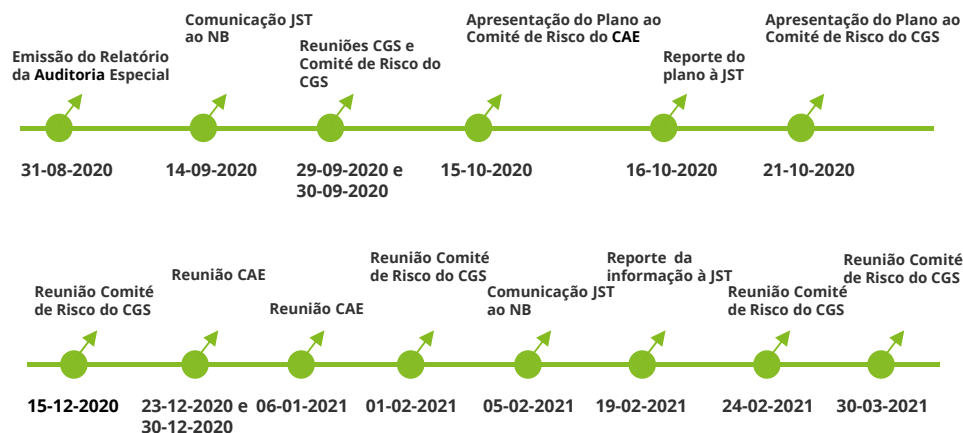 Emissão do Relatório
da Auditoria Especial
31-08-2020
Comunicação JST
ao NB
14-09-2020
Reuniões CGS e
Comité de Risco do
CGS
29-09-2020 e
30-09-2020
Apresentação do Plano ao
Comité de Risco do CAE
15-10-2020
Reporte do
plano à JST
16-10-2020
Apresentação do Plano ao
Comité de Risco do CGS
21-10-2020
Reunião Comité
de Risco do CGS
15-12-2020
Reunião CAE
23-12-2020 e
30-12-2020
Reunião CAE
06-01-2021
Reunião Comité
de Risco do CGS
01-02-2021
Comunicação JST
ao NB
05-02-2021
Reporte da
informação à JST
19-02-2021
Reunião Comité
de Risco do CGS
24-02-2021
Reunião Comité
de Risco do CGS
30-03-2021